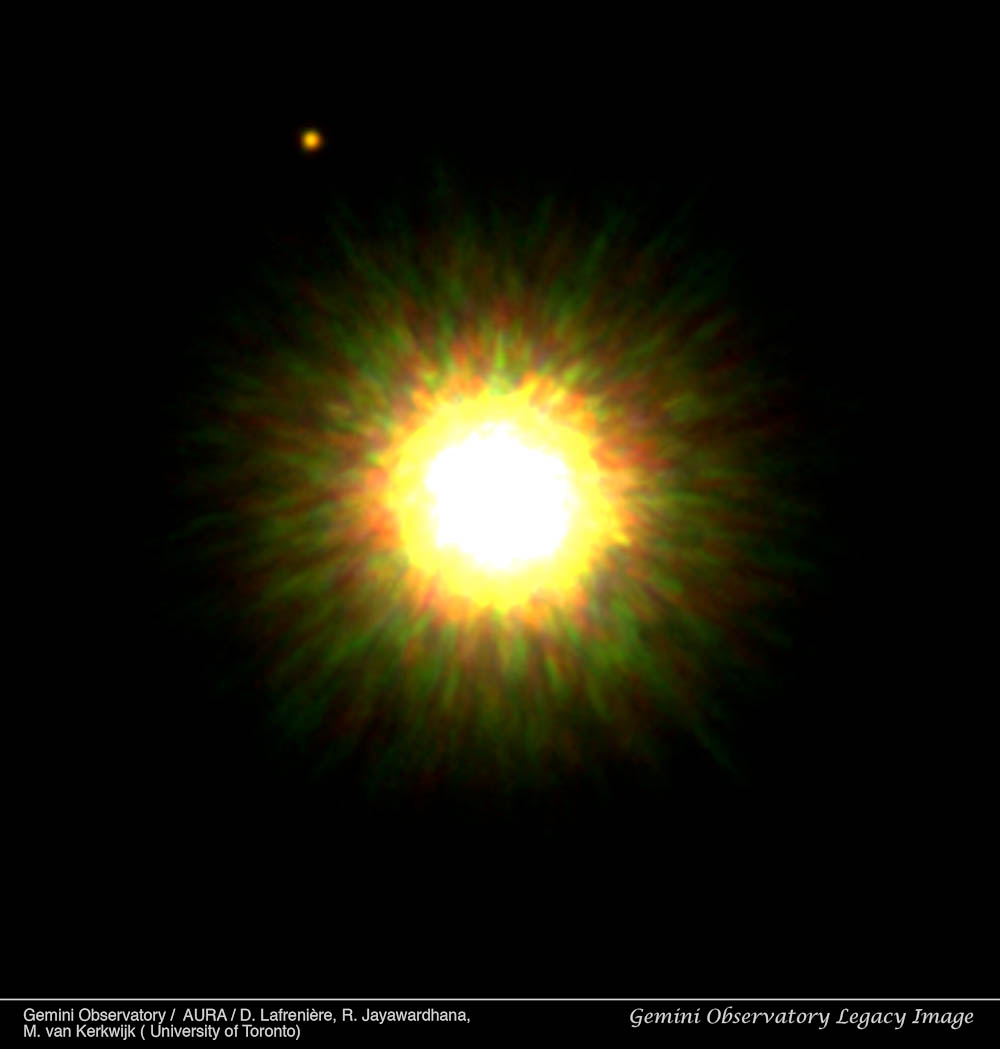 Gemini Observatory /  AURA / D. Lafrenière, R. Jayawardhana,
M. van Kerkwijk ( University of Toronto)
Gemini Observatory Legacy Image